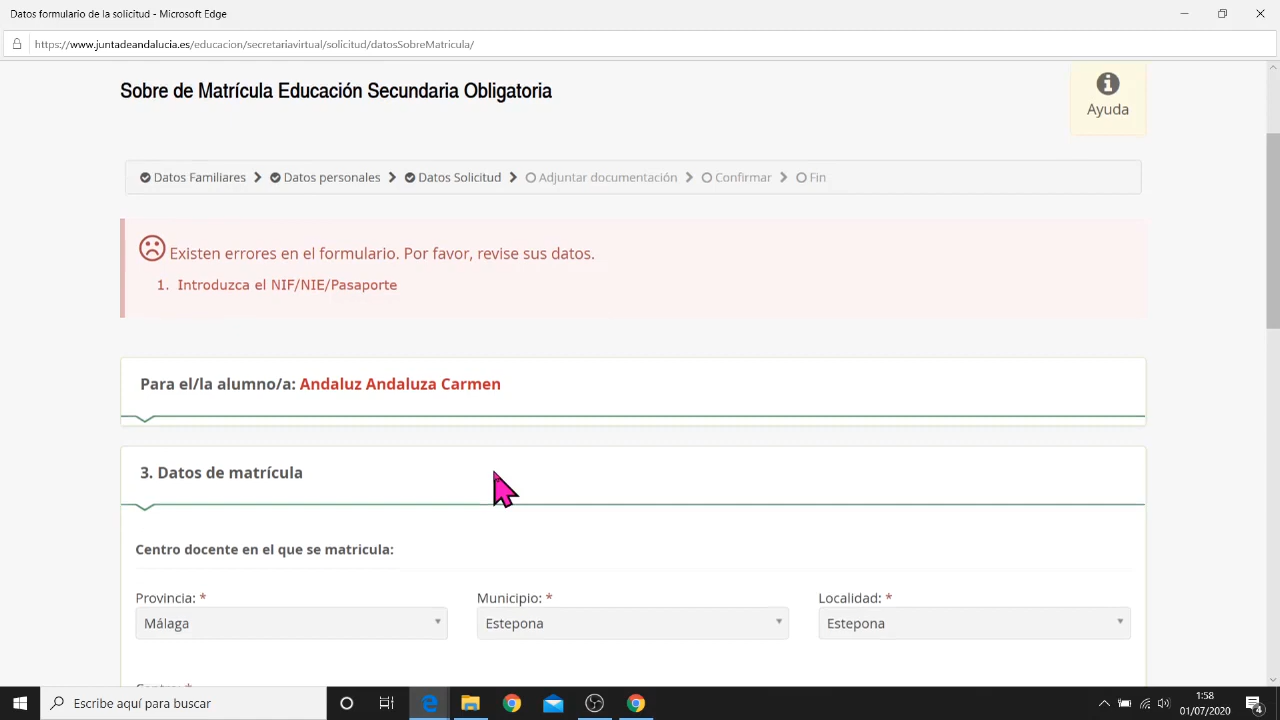 Datos formulario de la solicitud - Microsoft Edge
https://www.juntadeandalucia.es/educacion/secretariavirtual/solicitud/datosSobreMatricula/
Sobre de Matrícula Educación Secundaria Obligatoria
Ayuda
Datos Familiares Datos personales Datos Solicitud Adjuntar documentación Confirmar Fin
Existen errores en el formulario. Por favor, revise sus datos.
1. Introduzca el NIF/NIE/Pasaporte
Para el/la alumno/a: Andaluz Andaluza Carmen
3. Datos de matrícula
Centro docente en el que se matricula:
Provincia: * Municipio: * Localidad: *
Málaga Estepona Estepona
Escribe aquí para buscar
1:58
01/07/2020
4